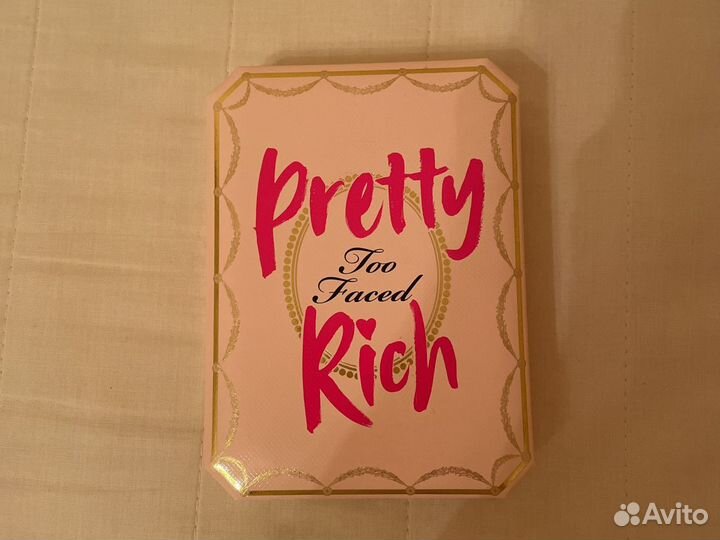 Pretty
Too
Faced
Rich
Avito